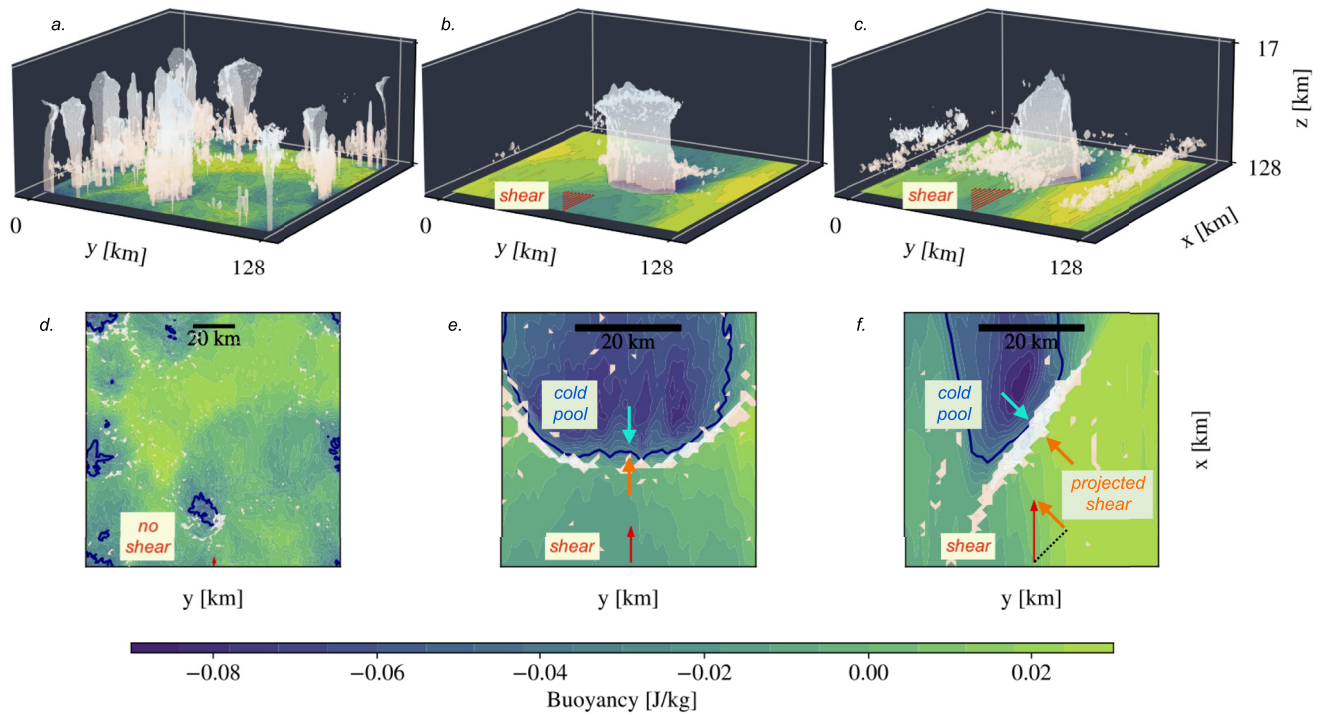 a.
b.
c.
17
z [km]
shear
shear
128
0
0
0
x [km]
y [km]
y [km]
y [km]
128
128
128
d.
e.
f.
20 km
20 km
20 km
cold
pool
cold
pool
x [km]
projected
shear
no
shear
shear
shear
y [km]
y [km]
y [km]
−0.08
−0.06
−0.04
−0.02
0.00
0.02
Buoyancy [J/kg]